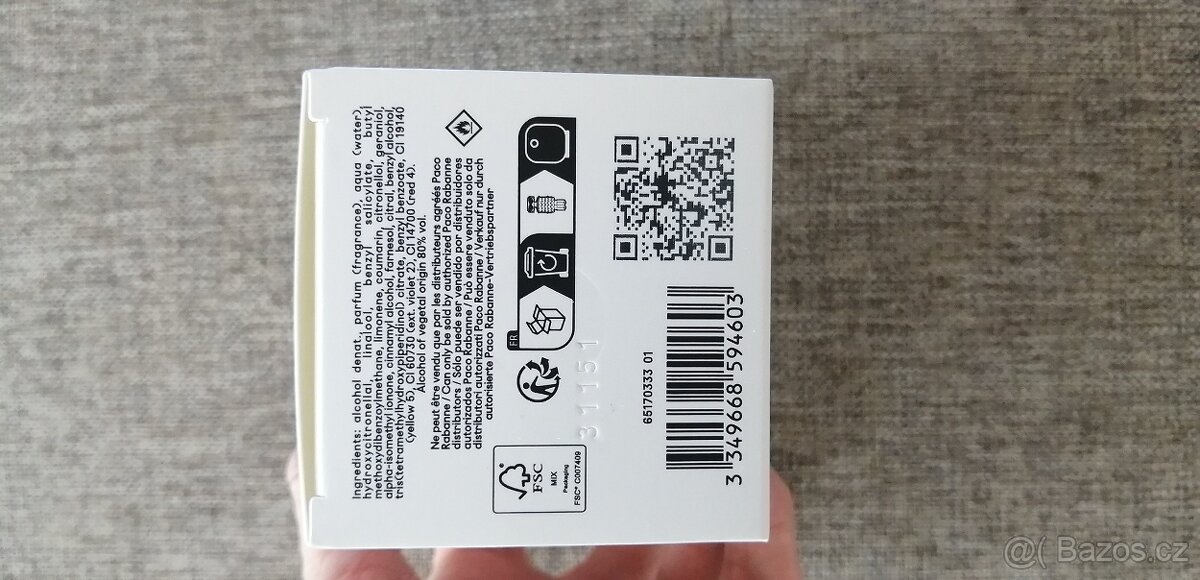 Ingredients: alcohol denat., parfum (fragrance), aqua (water),
hydroxycitronellal, linalool, benzyl salicylate, butyl
methoxydibenzoylmethane, limonene, coumarin, citronellol, geraniol,
alpha-isomethyl ionone, cinnamyl alcohol, farnesol, citral, benzyl alcohol,
tris(tetramethylhydroxypiperidinol) citrate, benzyl benzoate, CI 19140
(yellow 5), CI 60730 (ext. violet 2), CI 14700 (red 4).
Alcohol of vegetal origin 80% vol.
Ne peut être vendu que par les distributeurs agréés Paco
Rabanne / Can only be sold by authorized Paco Rabanne
distributors / Sólo puede ser vendido por distribuidores
autorizados Paco Rabanne / Può essere venduto solo da
distributori autorizzati Paco Rabanne / Verkauf nur durch
autorisierte Paco Rabanne-Vertriebspartner
FR
FSC
MIX
Packaging
FSC® C007409
31151
65170333 01
3 349668 594603
@( Bazos.cz